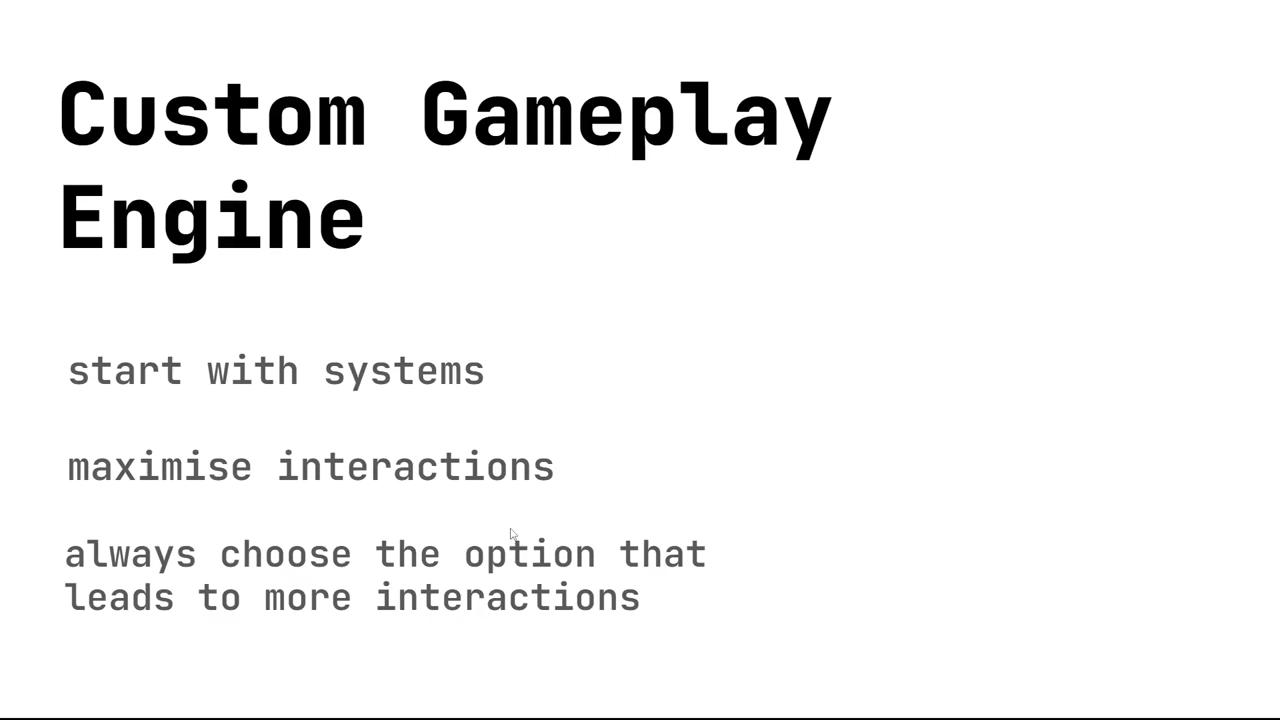 Custom Gameplay
Engine
start with systems
maximise interactions
always choose the option that
leads to more interactions